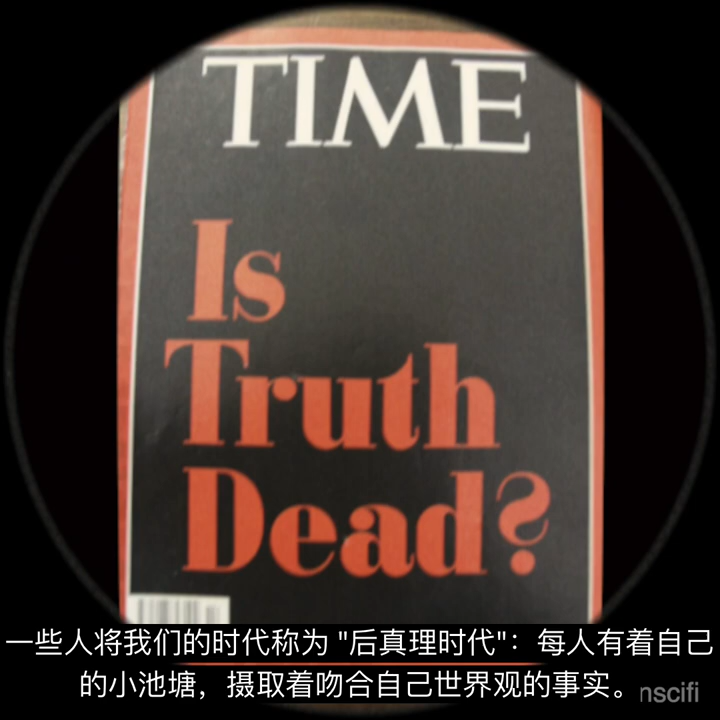 TIME
Is
Truth
Dead?
一些人将我们的时代称为 "后真理时代"：每人有着自己
的小池塘，摄取着吻合自己世界观的事实。
nscifi